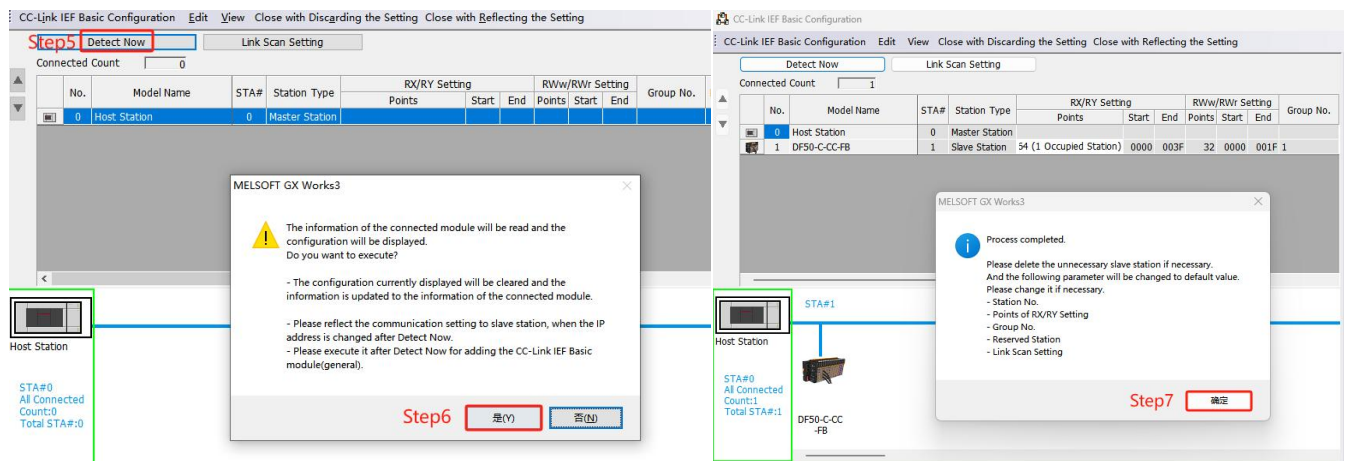 CC-Link IEF Basic Configuration Edit View Close with Discarding the Setting Close with Reflecting the Setting
Step5 Detect Now Link Scan Setting
Connected Count 0
No. Model Name STA# Station Type RX/RY Setting RWw/RWr Setting Group No.
Points Start End Points Start End
0 Host Station 0 Master Station
MELSOFT GX Works3
The information of the connected module will be read and the
configuration will be displayed.
Do you want to execute?
- The configuration currently displayed will be cleared and the
information is updated to the information of the connected module.
- Please reflect the communication setting to slave station, when the IP
address is changed after Detect Now.
- Please execute it after Detect Now for adding the CC-Link IEF Basic
module(general).
Step6 是(Y) 否(N)
Host Station
STA#0
All Connected
Count:0
Total STA#:0
CC-Link IEF Basic Configuration
CC-Link IEF Basic Configuration Edit View Close with Discarding the Setting Close with Reflecting the Setting
Detect Now Link Scan Setting
Connected Count 1
No. Model Name STA# Station Type RX/RY Setting RWw/RWr Setting Group No.
Points Start End Points Start End
0 Host Station 0 Master Station
1 DF50-C-CC-FB 1 Slave Station 54 (1 Occupied Station) 0000 003F 32 0000 001F 1
MELSOFT GX Works3
Process completed.
Please delete the unnecessary slave station if necessary.
And the following parameter will be changed to default value.
Please change it if necessary.
- Station No.
- Points of RX/RY Setting
- Group No.
- Reserved Station
- Link Scan Setting
Step7 确定
STA#1
Host Station
STA#0
All Connected
Count:1
Total STA#:1
DF50-C-CC
-FB